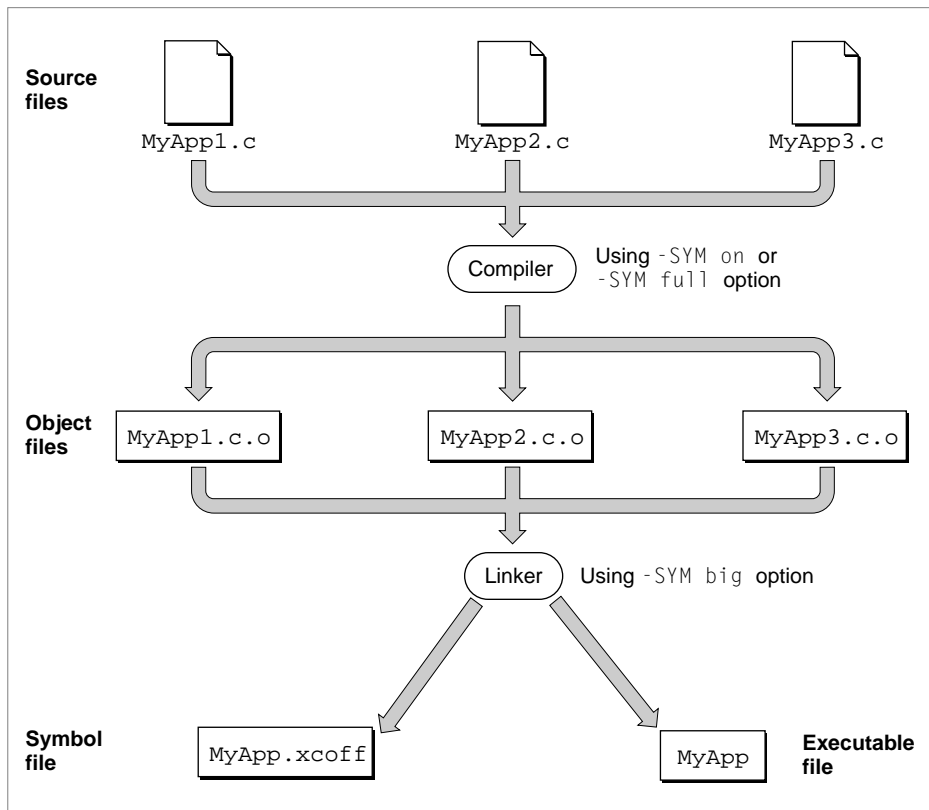 Source
files
MyApp1.c
MyApp2.c
MyApp3.c
Compiler
Using -SYM on or
-SYM full option
Object
files
MyApp1.c.o
MyApp2.c.o
MyApp3.c.o
Linker
Using -SYM big option
Symbol
file
MyApp.xcoff
MyApp
Executable
file